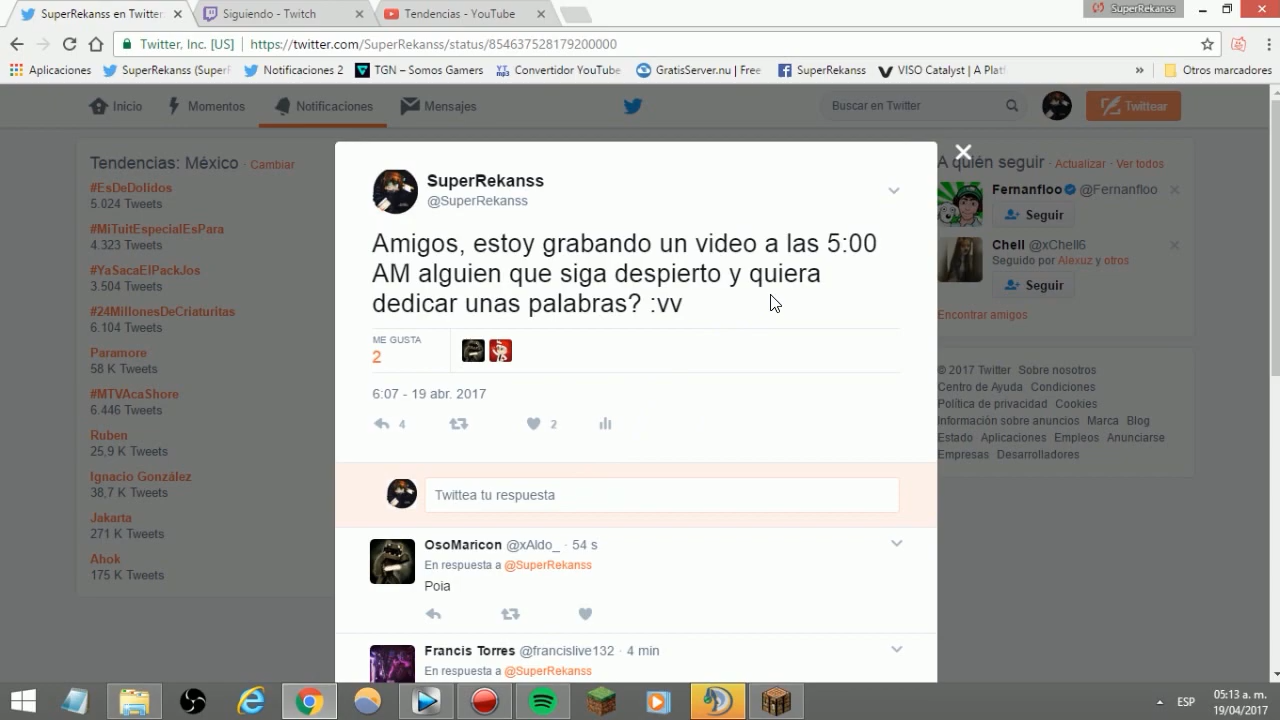 SuperRekanss en Twitter:
Siguiendo - Twitch
Tendencias - YouTube
SuperRekanss
Twitter, Inc. [US]
https://twitter.com/SuperRekanss/status/854637528179200000
Aplicaciones
SuperRekanss (SuperF
Notificaciones 2
TGN – Somos Gamers
Convertidor YouTube
GratisServer.nu | Free
SuperRekanss
VISO Catalyst | A Plat
»
Otros marcadores
Inicio
Momentos
Notificaciones
Mensajes
Buscar en Twitter
Twittear
Tendencias: México · Cambiar
#EsDeDolidos
5.024 Tweets
#MiTuitEspecialEsPara
4.323 Tweets
#YaSacaElPackJos
3.504 Tweets
#24MillonesDeCriaturitas
6.104 Tweets
Paramore
58 K Tweets
#MTVAcaShore
6.446 Tweets
Ruben
25,9 K Tweets
Ignacio González
38,7 K Tweets
Jakarta
271 K Tweets
Ahok
175 K Tweets
SuperRekanss
@SuperRekanss
Amigos, estoy grabando un video a las 5:00
AM alguien que siga despierto y quiera
dedicar unas palabras? :vv
ME GUSTA
2
6:07 - 19 abr. 2017
4
2
Twittea tu respuesta
OsoMaricon @xAldo_ · 54 s
En respuesta a @SuperRekanss
Poia
Francis Torres @francislive132 · 4 min
En respuesta a @SuperRekanss
A quién seguir · Actualizar · Ver todos
Fernanfloo @Fernanfloo
Seguir
Chell @xChell6
Seguido por Alexuz y otros
Seguir
Encontrar amigos
© 2017 Twitter Sobre nosotros
Centro de Ayuda Condiciones
Política de privacidad Cookies
Información sobre anuncios Marca Blog
Estado Aplicaciones Empleos Anunciarse
Empresas Desarrolladores
ESP
05:13 a. m.
19/04/2017